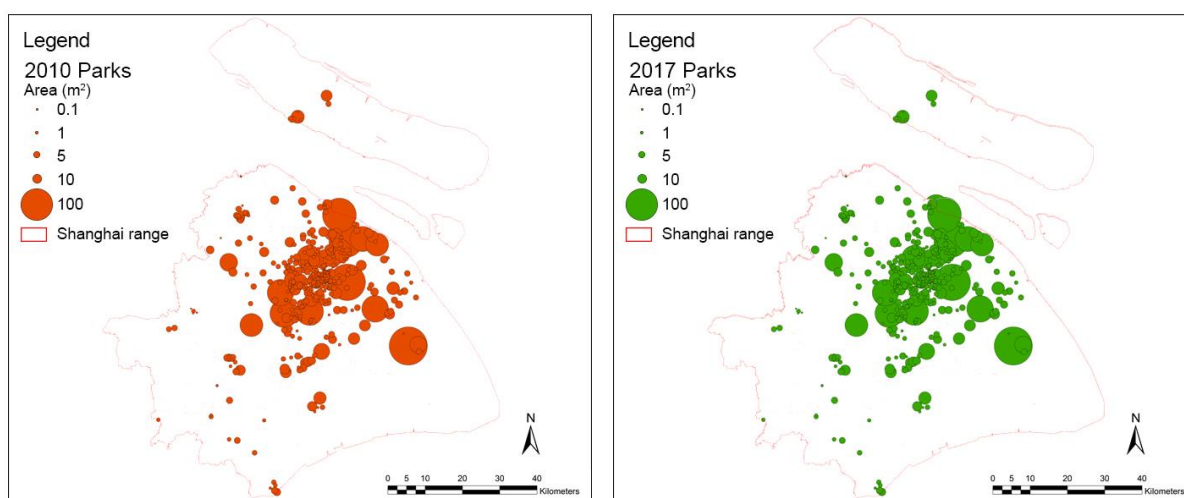 Legend
2010 Parks
Area (m²)
0.1
1
5
10
100
Shanghai range
N
0 5 10 20 30 40
Kilometers
Legend
2017 Parks
Area (m²)
0.1
1
5
10
100
Shanghai range
N
0 5 10 20 30 40
Kilometers